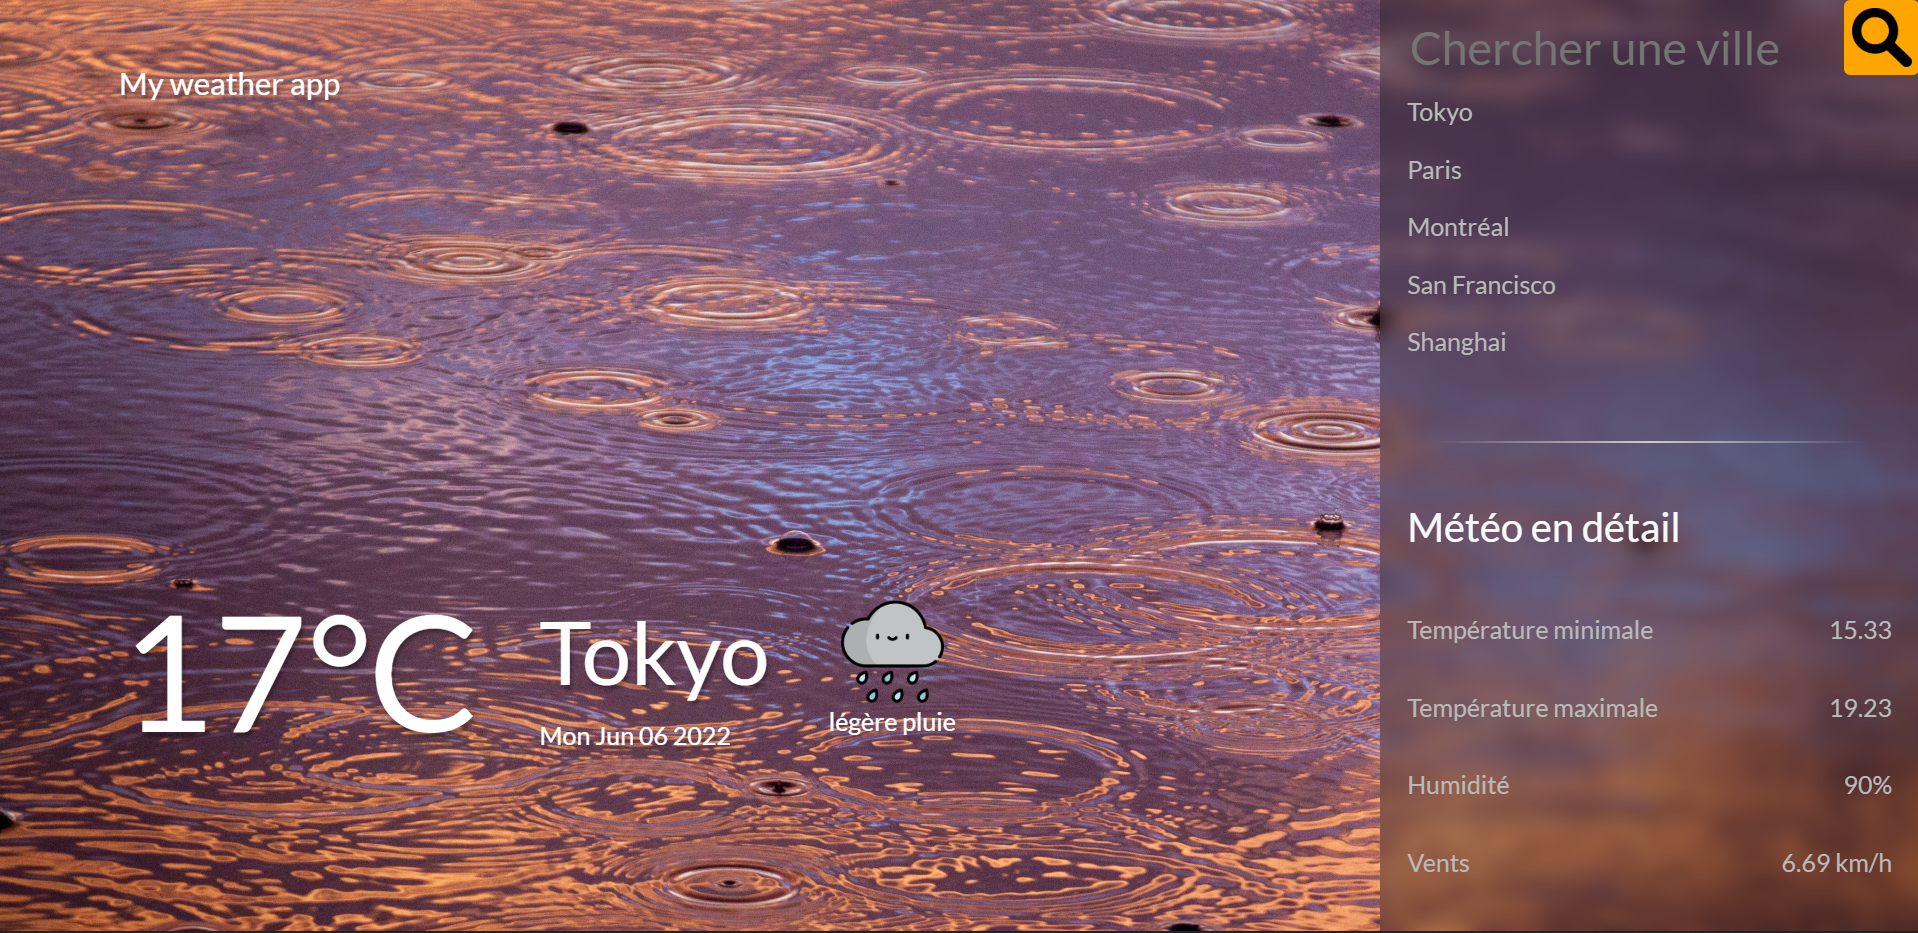 My weather app
17°C
Tokyo
Mon Jun 06 2022
légère pluie
Chercher une ville
Tokyo
Paris
Montréal
San Francisco
Shanghai
Météo en détail
Température minimale 15.33
Température maximale 19.23
Humidité 90%
Vents 6.69 km/h